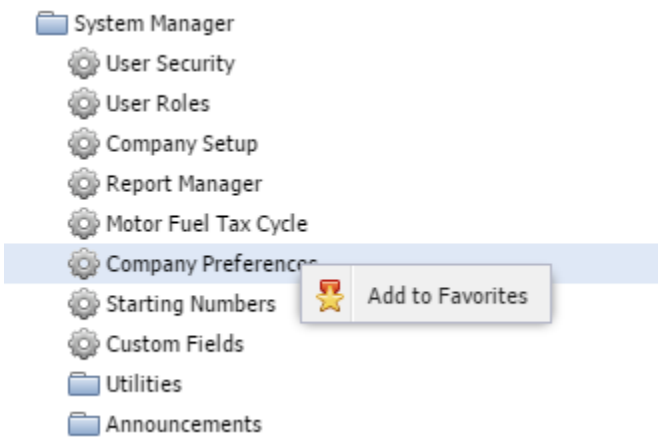 System Manager
User Security
User Roles
Company Setup
Report Manager
Motor Fuel Tax Cycle
Company Preferences
Add to Favorites
Starting Numbers
Custom Fields
Utilities
Announcements